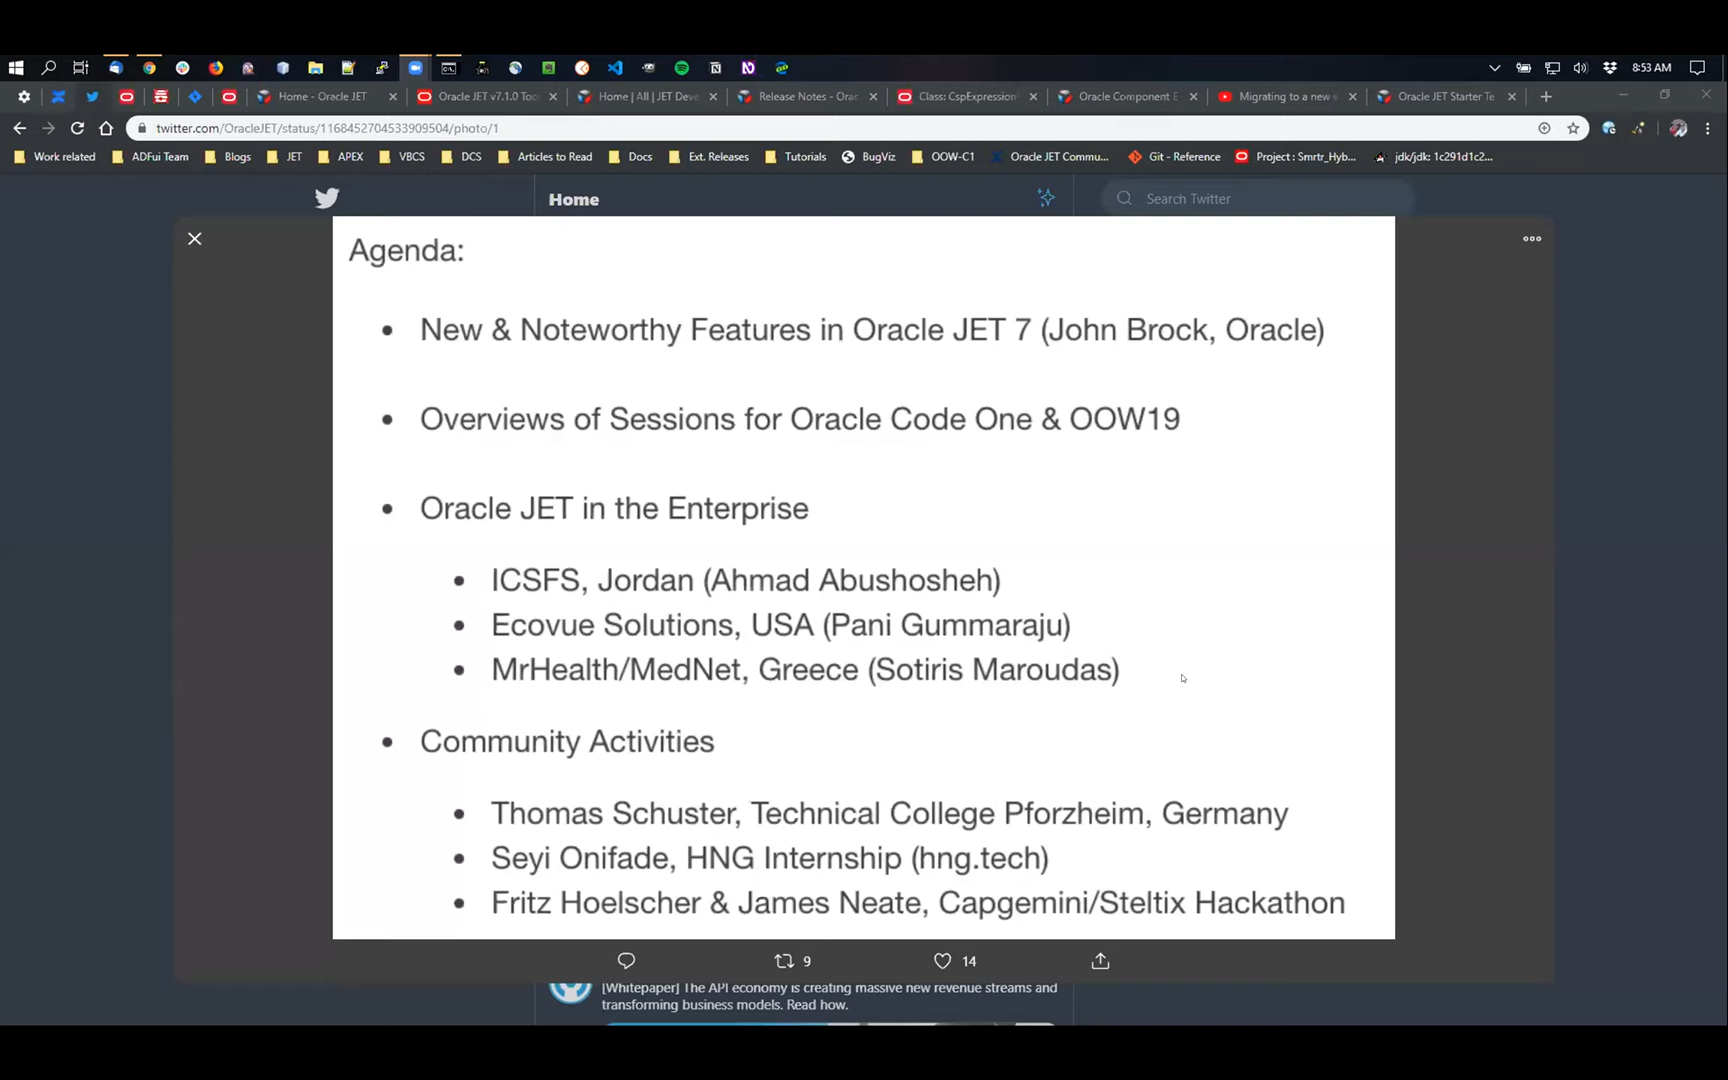 8:53 AM
Home - Oracle JET
Oracle JET v7.1.0 Too
Home | All | JET Deve
Release Notes - Orac
Class: CspExpression
Oracle Component E
Migrating to a new v
Oracle JET Starter Te
twitter.com/OracleJET/status/1168452704533909504/photo/1
Work related
ADFui Team
Blogs
JET
APEX
VBCS
DCS
Articles to Read
Docs
Ext. Releases
Tutorials
BugViz
OOW-C1
Oracle JET Commu...
Git - Reference
Project : Smrtr_Hyb...
jdk/jdk: 1c291d1c2...
Home
Search Twitter
Agenda:
• New & Noteworthy Features in Oracle JET 7 (John Brock, Oracle)
• Overviews of Sessions for Oracle Code One & OOW19
• Oracle JET in the Enterprise
• ICSFS, Jordan (Ahmad Abushosheh)
• Ecovue Solutions, USA (Pani Gummaraju)
• MrHealth/MedNet, Greece (Sotiris Maroudas)
• Community Activities
• Thomas Schuster, Technical College Pforzheim, Germany
• Seyi Onifade, HNG Internship (hng.tech)
• Fritz Hoelscher & James Neate, Capgemini/Steltix Hackathon
9
14
[Whitepaper] The API economy is creating massive new revenue streams and
transforming business models. Read how.